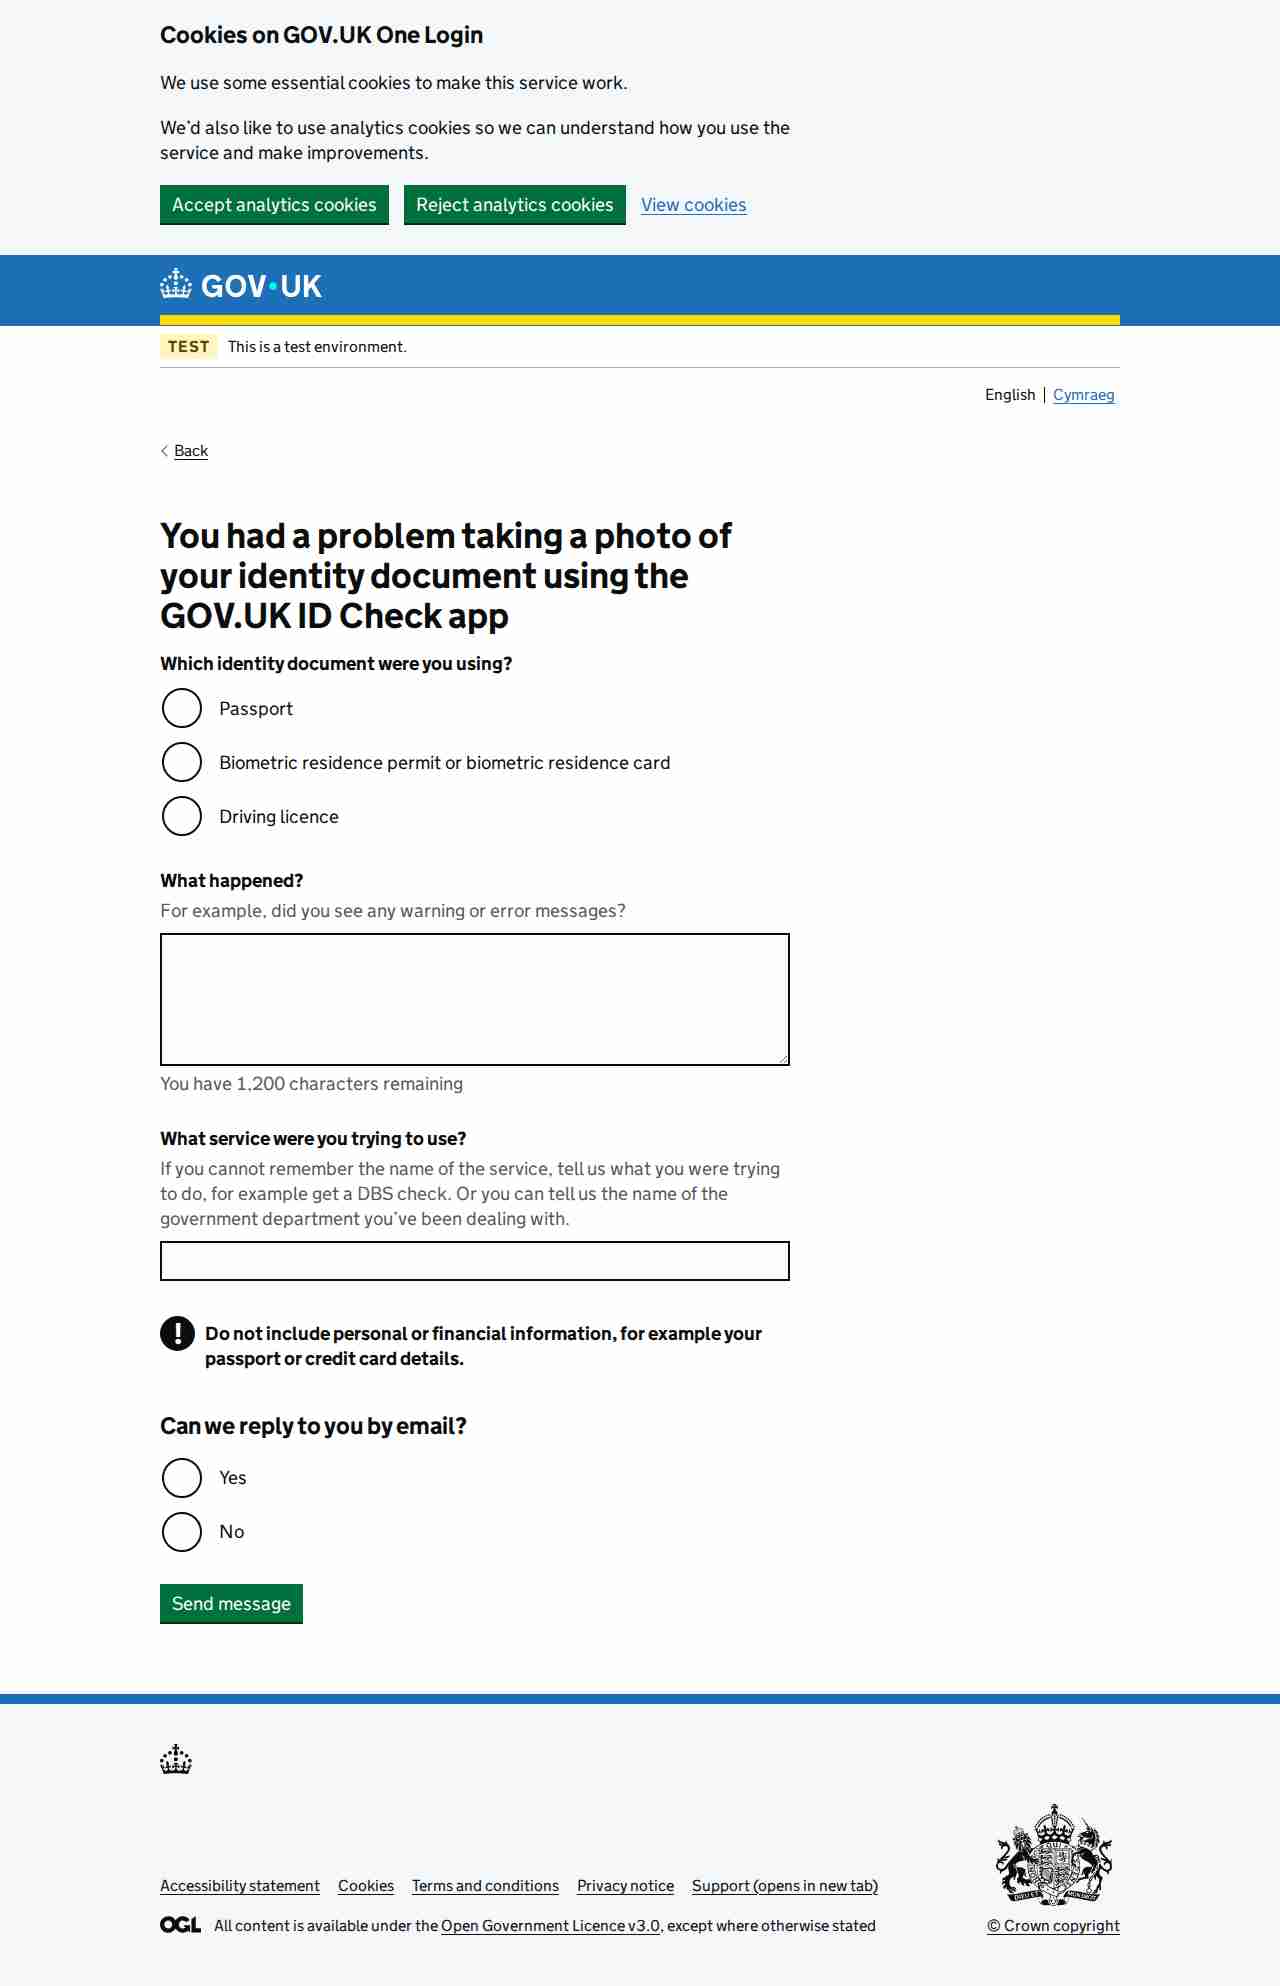 Cookies on GOV.UK One Login
We use some essential cookies to make this service work.
We’d also like to use analytics cookies so we can understand how you use the
service and make improvements.
Accept analytics cookies Reject analytics cookies View cookies
GOV·UK
TEST This is a test environment.
English Cymraeg
Back
You had a problem taking a photo of
your identity document using the
GOV.UK ID Check app
Which identity document were you using?
Passport
Biometric residence permit or biometric residence card
Driving licence
What happened?
For example, did you see any warning or error messages?
You have 1,200 characters remaining
What service were you trying to use?
If you cannot remember the name of the service, tell us what you were trying
to do, for example get a DBS check. Or you can tell us the name of the
government department you’ve been dealing with.
! Do not include personal or financial information, for example your
passport or credit card details.
Can we reply to you by email?
Yes
No
Send message
Accessibility statement Cookies Terms and conditions Privacy notice Support (opens in new tab)
OGL All content is available under the Open Government Licence v3.0, except where otherwise stated
© Crown copyright